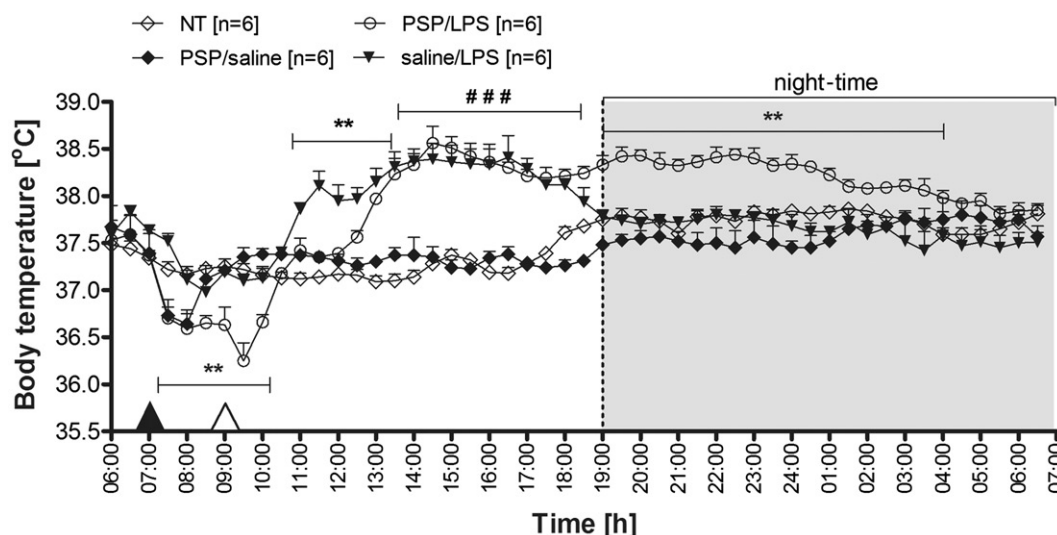 NT [n=6] PSP/LPS [n=6]
PSP/saline [n=6] saline/LPS [n=6]
night-time
39.0
38.5
38.0
37.5
37.0
36.5
36.0
35.5
Body temperature [°C]
**
# # #
**
**
06:00 07:00 08:00 09:00 10:00 11:00 12:00 13:00 14:00 15:00 16:00 17:00 18:00 19:00 20:00 21:00 22:00 23:00 24:00 01:00 02:00 03:00 04:00 05:00 06:00 07:00
Time [h]